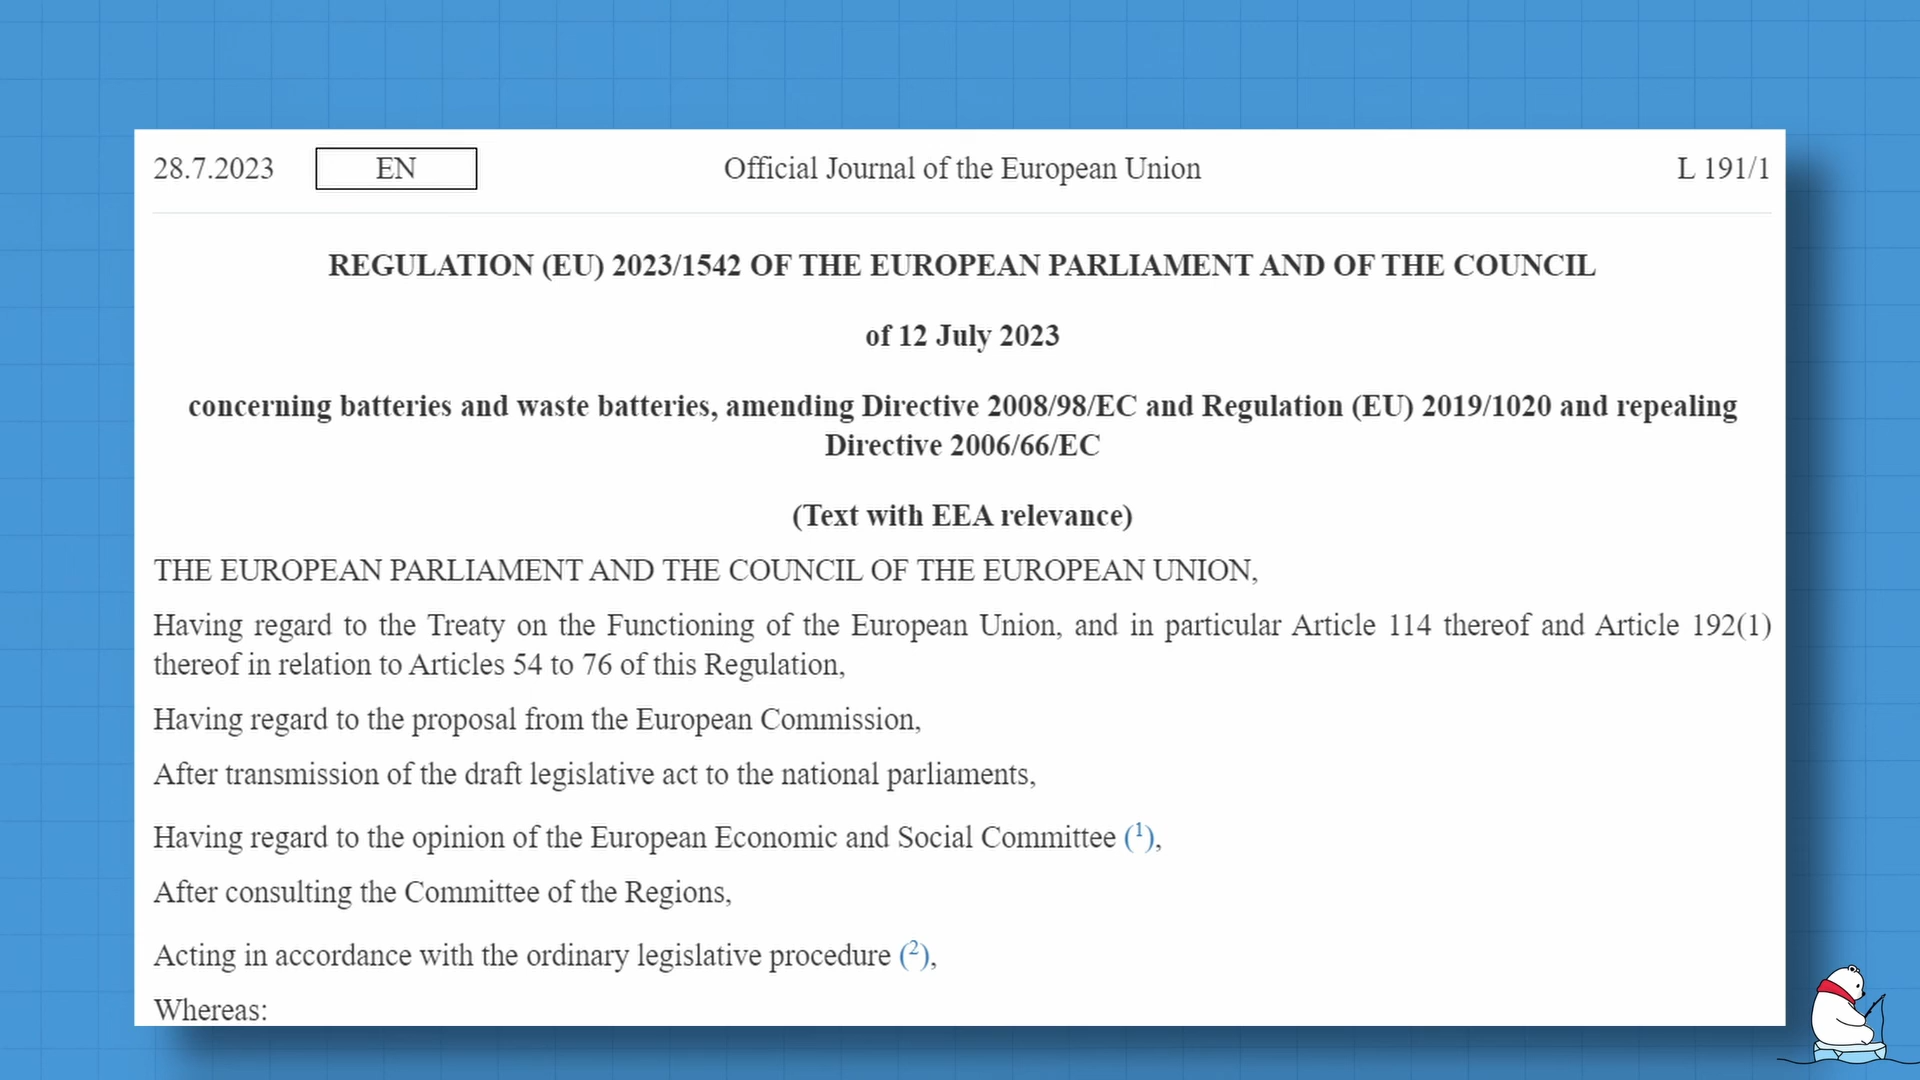 28.7.2023 EN Official Journal of the European Union L 191/1
REGULATION (EU) 2023/1542 OF THE EUROPEAN PARLIAMENT AND OF THE COUNCIL
of 12 July 2023
concerning batteries and waste batteries, amending Directive 2008/98/EC and Regulation (EU) 2019/1020 and repealing
Directive 2006/66/EC
(Text with EEA relevance)
THE EUROPEAN PARLIAMENT AND THE COUNCIL OF THE EUROPEAN UNION,
Having regard to the Treaty on the Functioning of the European Union, and in particular Article 114 thereof and Article 192(1)
thereof in relation to Articles 54 to 76 of this Regulation,
Having regard to the proposal from the European Commission,
After transmission of the draft legislative act to the national parliaments,
Having regard to the opinion of the European Economic and Social Committee (¹),
After consulting the Committee of the Regions,
Acting in accordance with the ordinary legislative procedure (²),
Whereas: